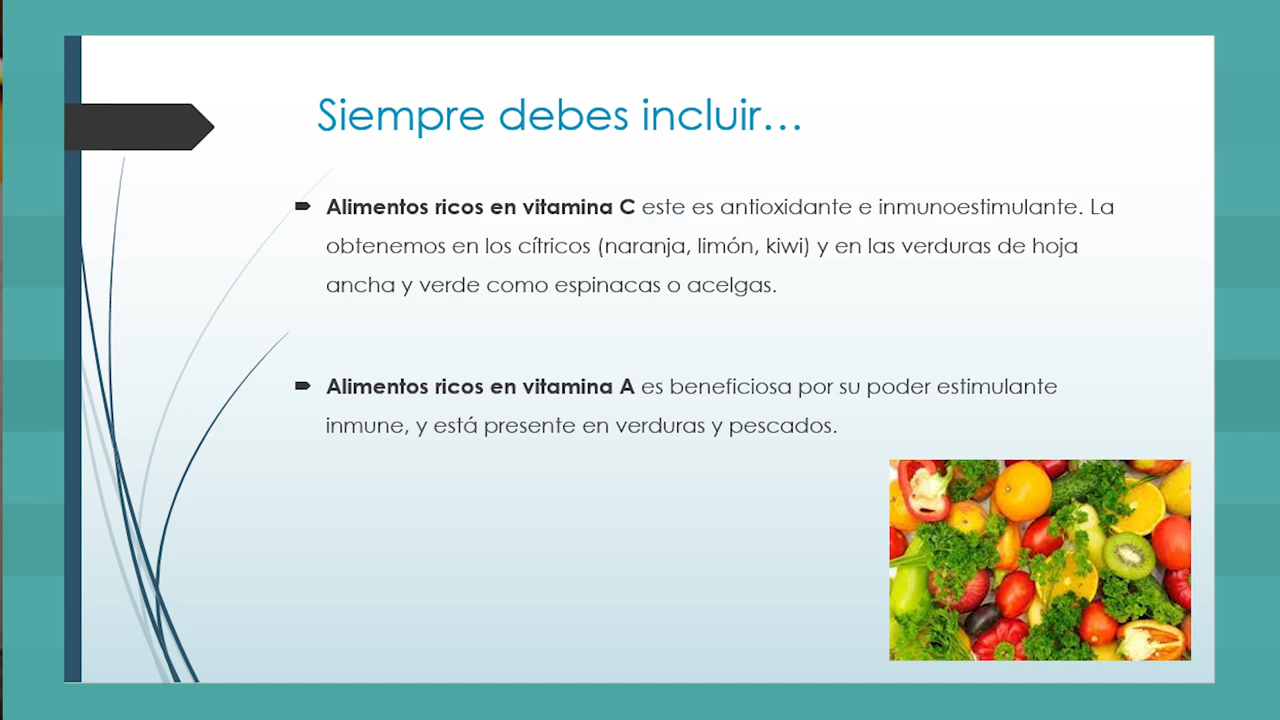 Siempre debes incluir...
Alimentos ricos en vitamina C este es antioxidante e inmunoestimulante. La
obtenemos en los cítricos (naranja, limón, kiwi) y en las verduras de hoja
ancha y verde como espinacas o acelgas.
Alimentos ricos en vitamina A es beneficiosa por su poder estimulante
inmune, y está presente en verduras y pescados.